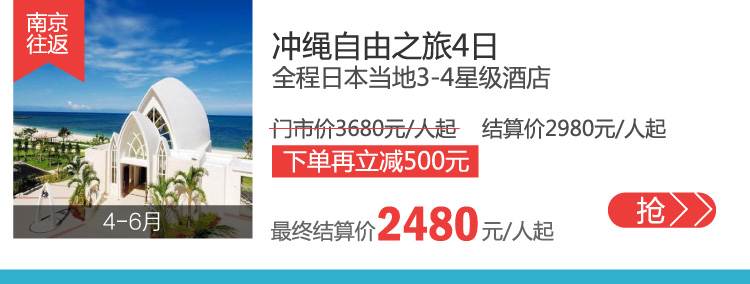 南京
往返
冲绳自由之旅4日
全程日本当地3-4星级酒店
门市价3680元/人起 结算价2980元/人起
下单再立减500元
4-6月
最终结算价2480元/人起
抢